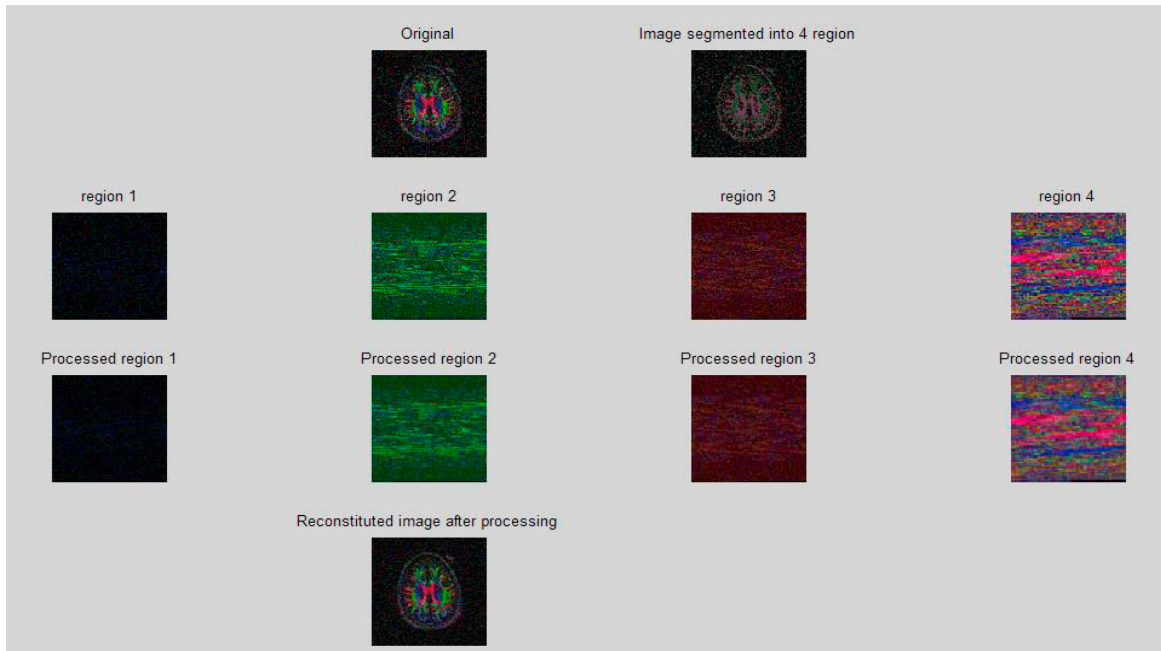 Original
Image segmented into 4 region
region 1
region 2
region 3
region 4
Processed region 1
Processed region 2
Processed region 3
Processed region 4
Reconstituted image after processing